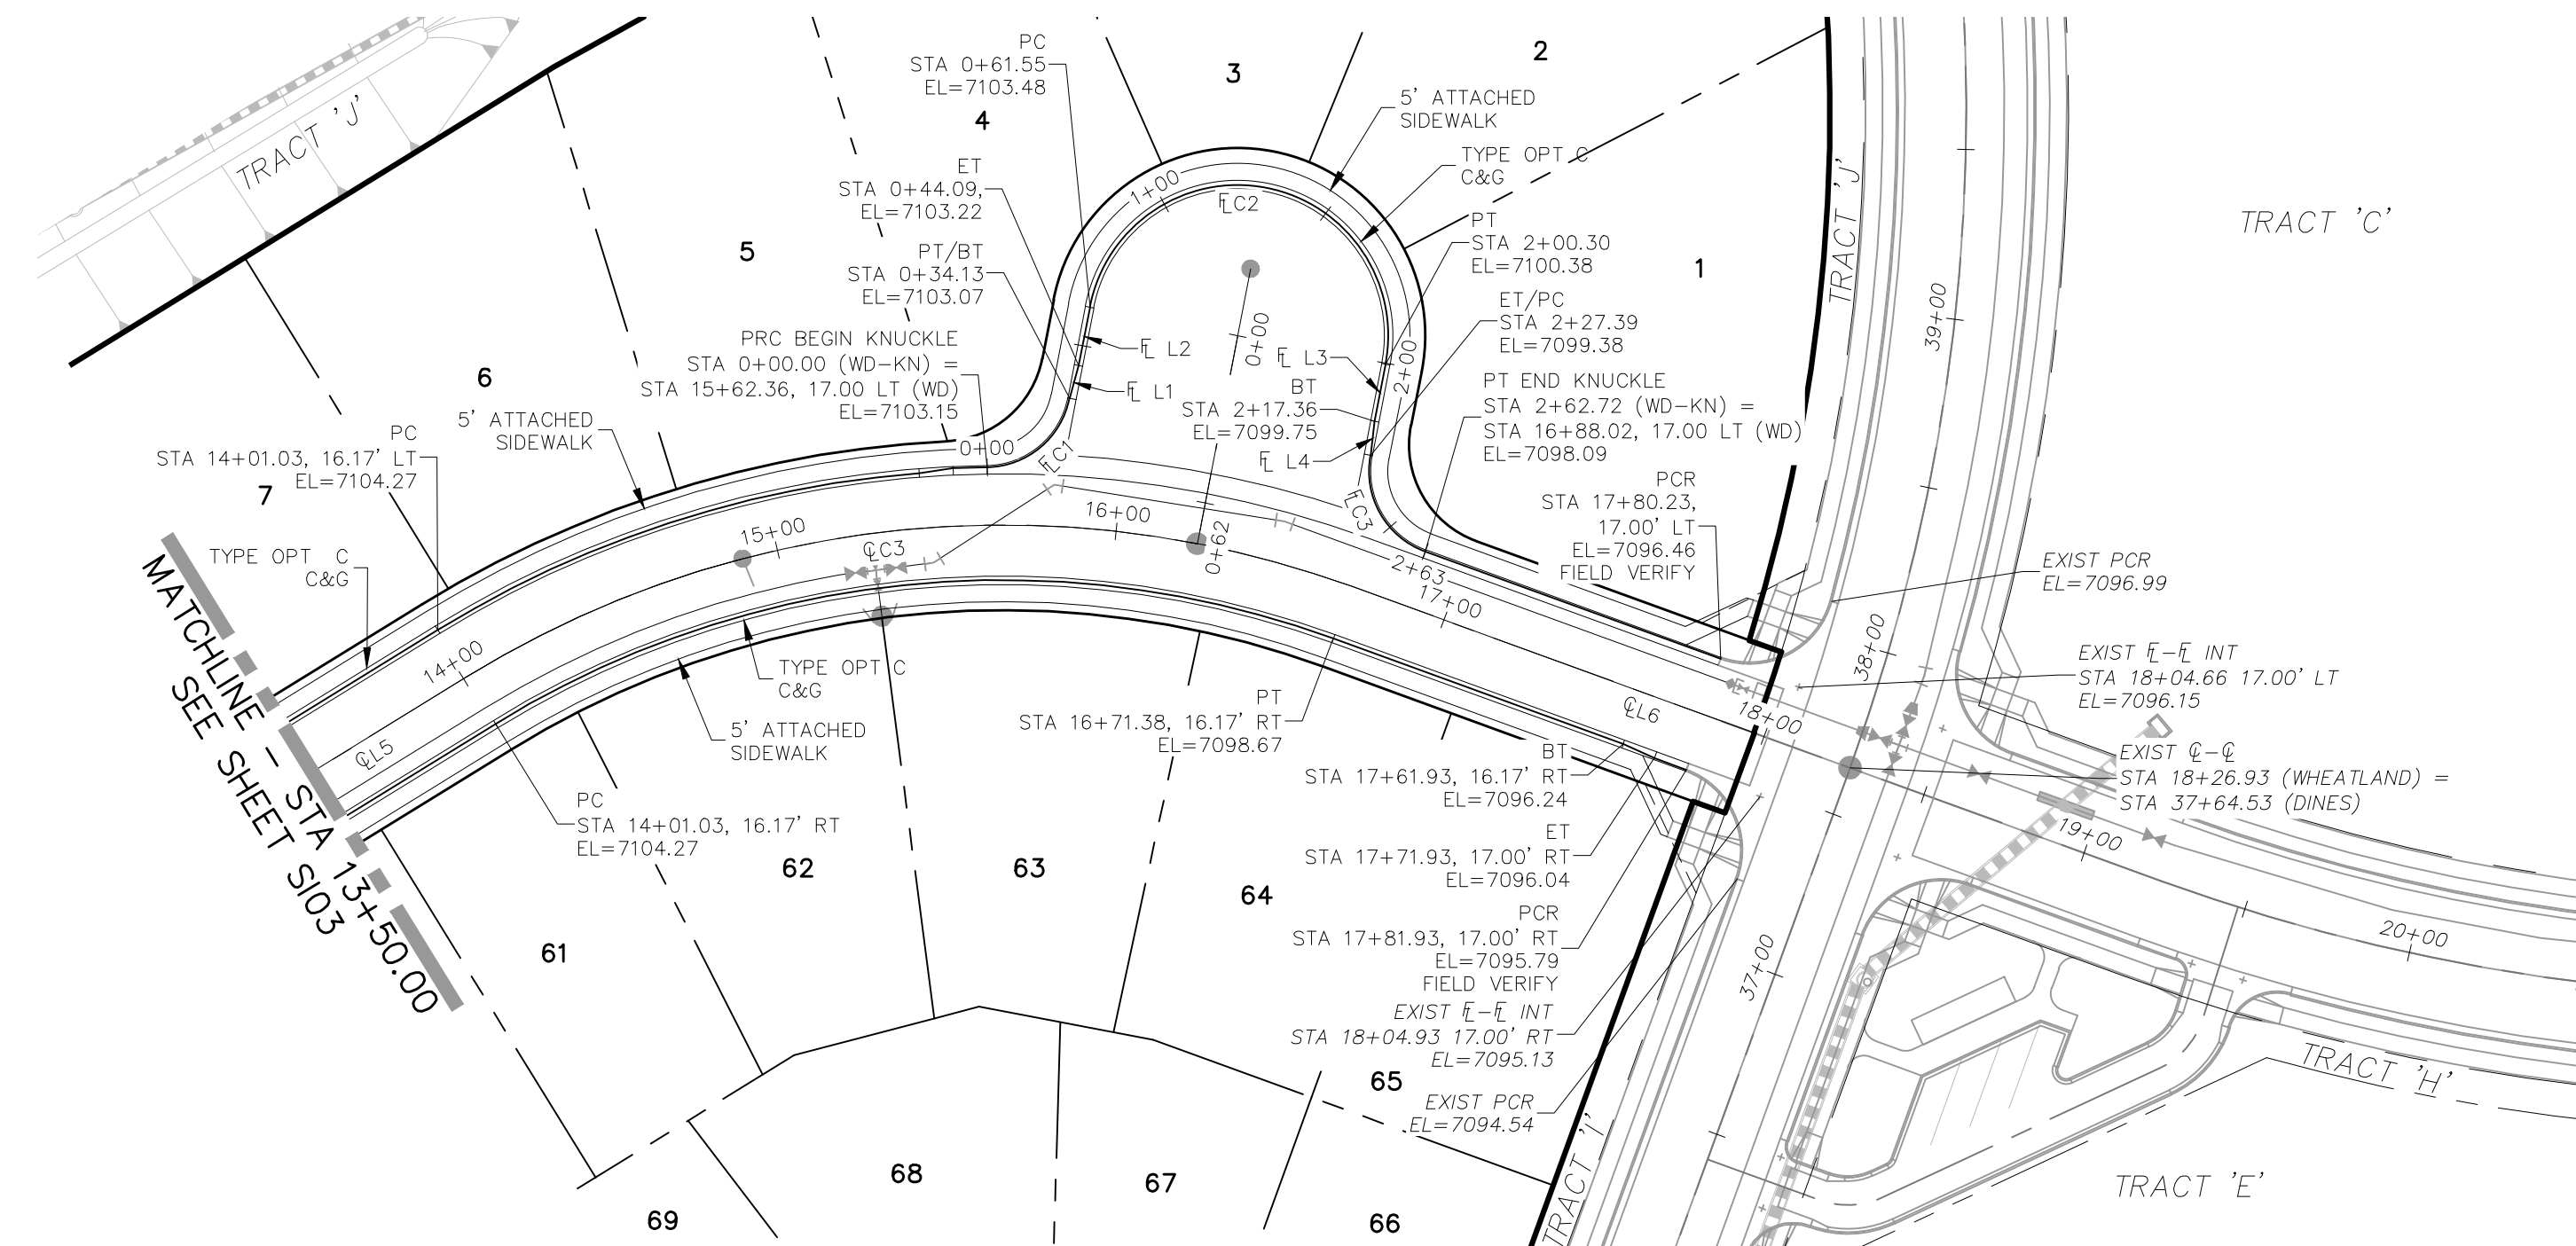 TRACT 'J'
PC
STA 0+61.55
EL=7103.48
4
3
2
5' ATTACHED
SIDEWALK
TYPE OPT C
C&G
ET
STA 0+44.09,
EL=7103.22
1+00
℄C2
PT
STA 2+00.30
EL=7100.38
1
TRACT 'J'
TRACT 'C'
5
PT/BT
STA 0+34.13
EL=7103.07
ET/PC
STA 2+27.39
EL=7099.38
39+00
PRC BEGIN KNUCKLE
STA 0+00.00 (WD-KN) =
STA 15+62.36, 17.00 LT (WD)
EL=7103.15
FL L2
FL L1
0+00
FL L3
2+00
BT
STA 2+17.36
EL=7099.75
FL L4
PT END KNUCKLE
STA 2+62.72 (WD-KN) =
STA 16+88.02, 17.00 LT (WD)
EL=7098.09
6
5' ATTACHED
SIDEWALK
PC
STA 14+01.03, 16.17' LT
EL=7104.27
7
0+00
FLC1
FLC3
PCR
STA 17+80.23,
17.00' LT
EL=7096.46
FIELD VERIFY
TYPE OPT C
C&G
15+00
℄C3
16+00
0+62
2+63
17+00
EXIST PCR
EL=7096.99
14+00
38+00
EXIST FL-FL INT
STA 18+04.66 17.00' LT
EL=7096.15
MATCHLINE - STA 13+50.00
SEE SHEET SI03
℄L5
TYPE OPT C
C&G
5' ATTACHED
SIDEWALK
PT
STA 16+71.38, 16.17' RT
EL=7098.67
℄L6
18+00
EXIST ℄-℄
STA 18+26.93 (WHEATLAND) =
STA 37+64.53 (DINES)
PC
STA 14+01.03, 16.17' RT
EL=7104.27
BT
STA 17+61.93, 16.17' RT
EL=7096.24
19+00
62
63
64
ET
STA 17+71.93, 17.00' RT
EL=7096.04
61
PCR
STA 17+81.93, 17.00' RT
EL=7095.79
FIELD VERIFY
37+00
20+00
EXIST FL-FL INT
STA 18+04.93 17.00' RT
EL=7095.13
65
EXIST PCR
EL=7094.54
TRACT 'H'
TRACT 'I'
TRACT 'E'
68
67
69
66